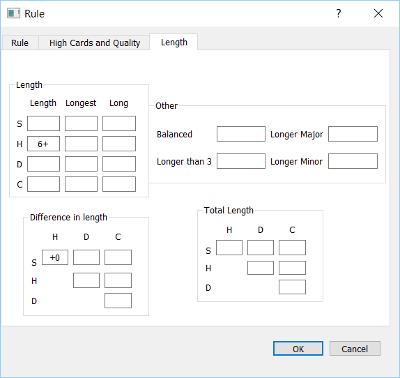 Rule ? ×
Rule High Cards and Quality Length
Length
Length Longest Long
S
H 6+
D
C
Other
Balanced Longer Major
Longer than 3 Longer Minor
Difference in length
H D C
S +0
H
D
Total Length
H D C
S
H
D
OK Cancel